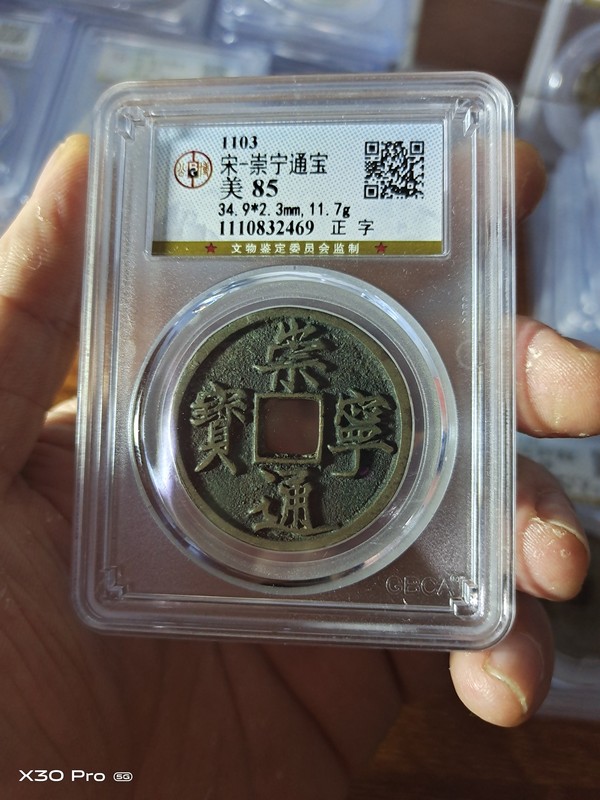 1103
宋-崇宁通宝
美 85
34.9*2.3mm, 11.7g
1110832469 正 字
★ 文物鉴定委员会监制 ★
崇
寶 寧
通
GBCA
X30 Pro 5G